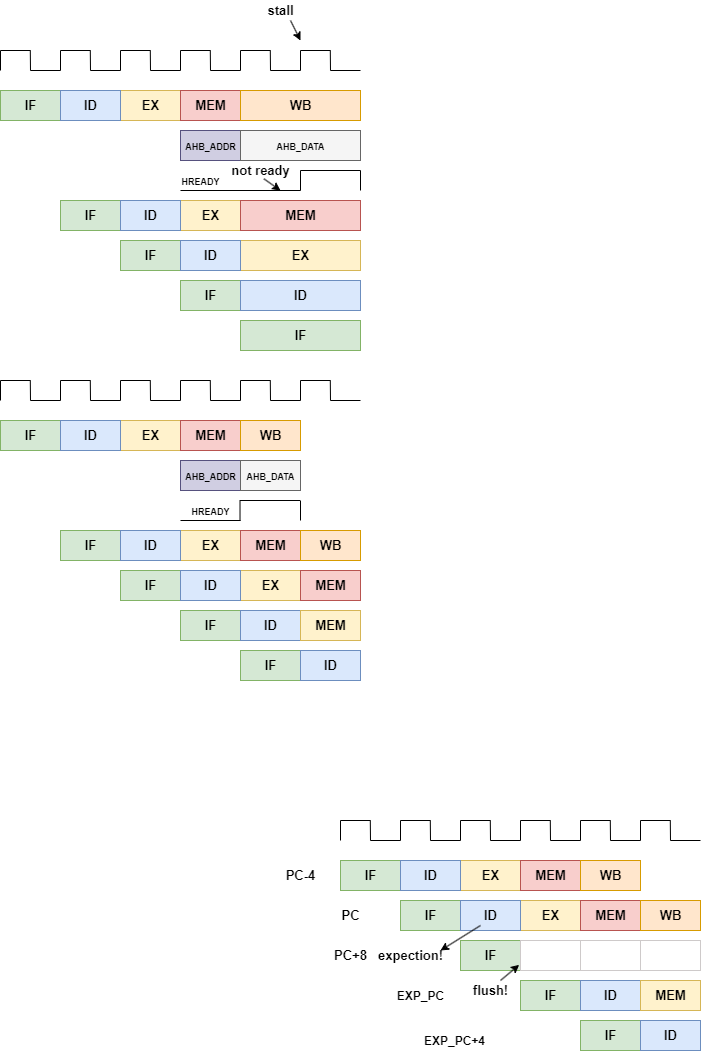 stall
IF ID EX MEM WB
AHB_ADDR AHB_DATA
not ready
HREADY
IF ID EX MEM
IF ID EX
IF ID
IF
IF ID EX MEM WB
AHB_ADDR AHB_DATA
HREADY
IF ID EX MEM WB
IF ID EX MEM
IF ID MEM
IF ID
PC-4 IF ID EX MEM WB
PC IF ID EX MEM WB
PC+8 expection! IF
flush!
EXP_PC IF ID MEM
EXP_PC+4 IF ID